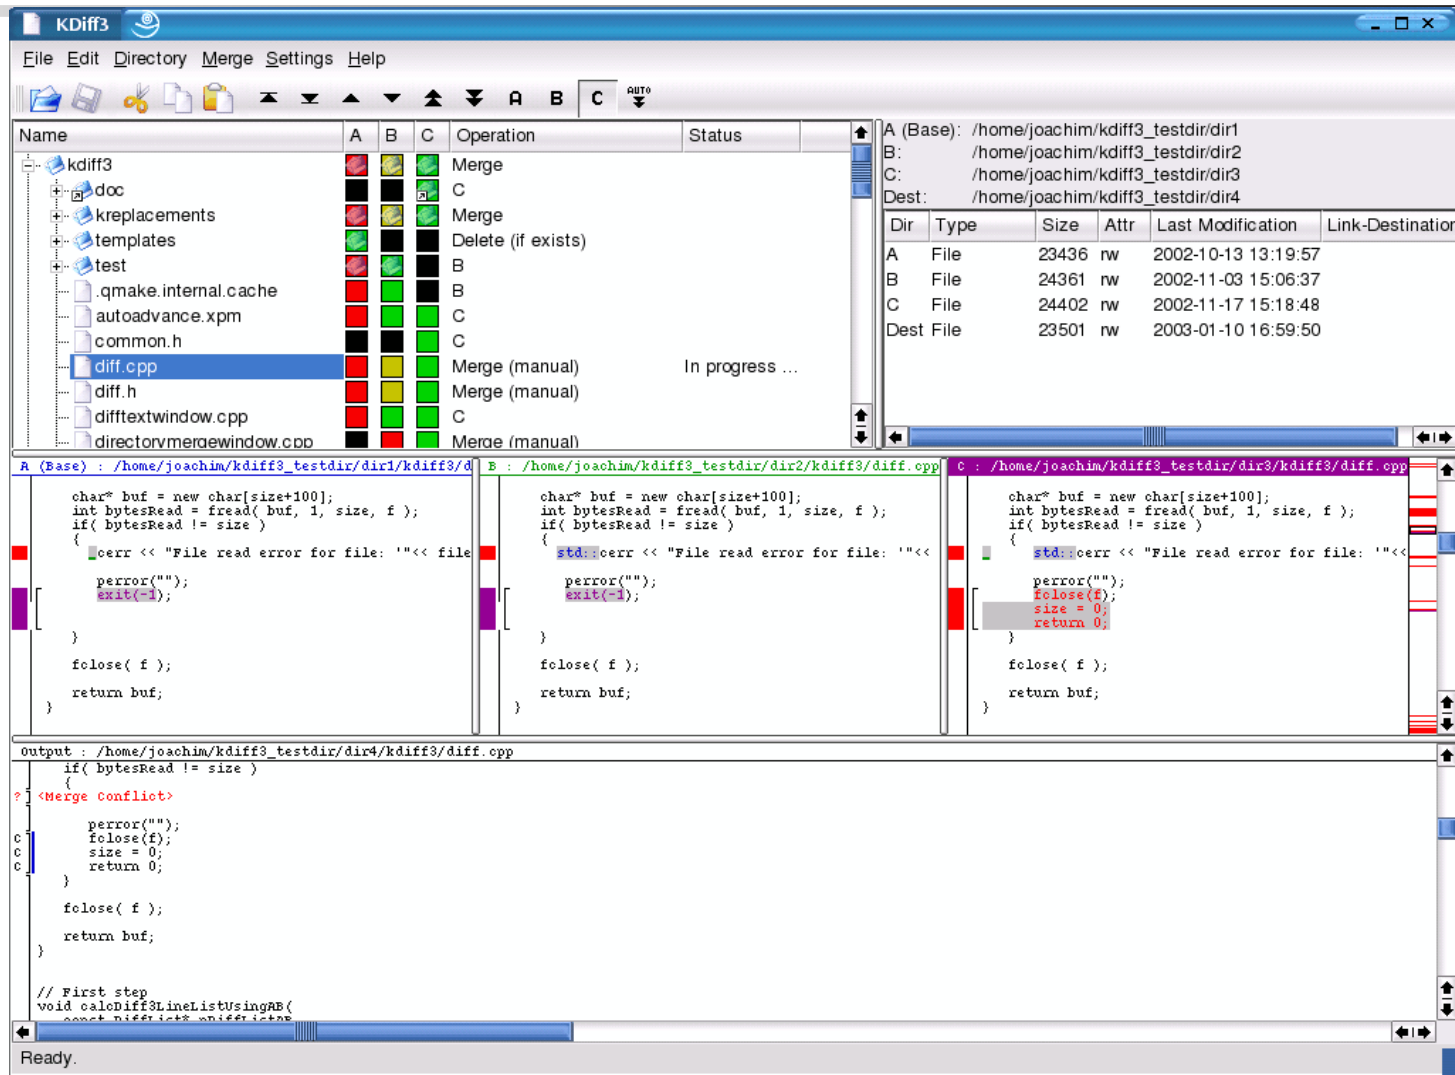 KDiff3
File Edit Directory Merge Settings Help
A B C AUTO
Name A B C Operation Status
kdiff3 Merge
doc C
kreplacements Merge
templates Delete (if exists)
test B
.qmake.internal.cache B
autoadvance.xpm C
common.h C
diff.cpp Merge (manual) In progress ...
diff.h Merge (manual)
difftextwindow.cpp C
directorymergewindow.cpp Merge (manual)
A (Base): /home/joachim/kdiff3_testdir/dir1
B: /home/joachim/kdiff3_testdir/dir2
C: /home/joachim/kdiff3_testdir/dir3
Dest: /home/joachim/kdiff3_testdir/dir4
Dir Type Size Attr Last Modification Link-Destination
A File 23436 rw 2002-10-13 13:19:57
B File 24361 rw 2002-11-03 15:06:37
C File 24402 rw 2002-11-17 15:18:48
Dest File 23501 rw 2003-01-10 16:59:50
A (Base) : /home/joachim/kdiff3_testdir/dir1/kdiff3/d
char* buf = new char[size+100];
int bytesRead = fread( buf, 1, size, f );
if( bytesRead != size )
{
cerr << "File read error for file: '"<< file
perror("");
exit(-1);
}
fclose( f );
return buf;
}
B : /home/joachim/kdiff3_testdir/dir2/kdiff3/diff.cpp
char* buf = new char[size+100];
int bytesRead = fread( buf, 1, size, f );
if( bytesRead != size )
{
std::cerr << "File read error for file: '"<<
perror("");
exit(-1);
}
fclose( f );
return buf;
}
C : /home/joachim/kdiff3_testdir/dir3/kdiff3/diff.cpp
char* buf = new char[size+100];
int bytesRead = fread( buf, 1, size, f );
if( bytesRead != size )
{
std::cerr << "File read error for file: '"<<
perror("");
fclose(f);
size = 0;
return 0;
}
fclose( f );
return buf;
}
Output : /home/joachim/kdiff3_testdir/dir4/kdiff3/diff.cpp
if( bytesRead != size )
{
? <Merge Conflict>
perror("");
C fclose(f);
C size = 0;
C return 0;
}
fclose( f );
return buf;
}
// First step
void calcDiff3LineListUsingAB(
const DiffList* pDiffListAB
Ready.